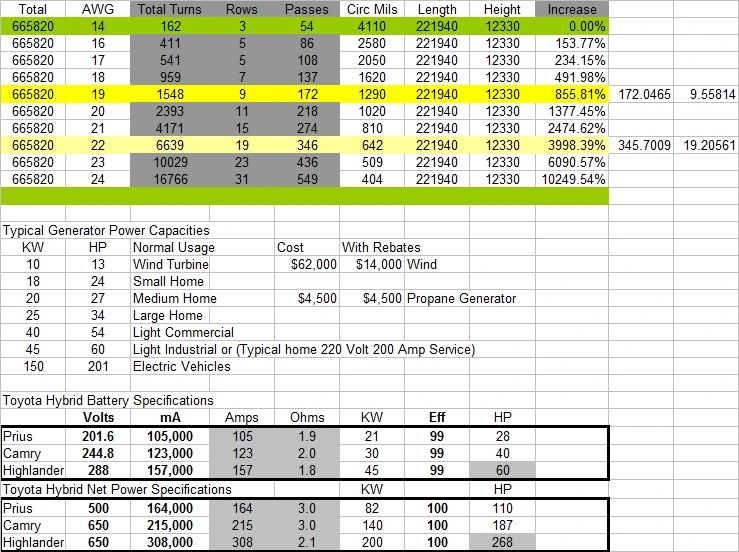 Total AWG Total Turns Rows Passes Circ Mils Length Height Increase
665820 14 162 3 54 4110 221940 12330 0.00%
665820 16 411 5 86 2580 221940 12330 153.77%
665820 17 541 5 108 2050 221940 12330 234.15%
665820 18 959 7 137 1620 221940 12330 491.98%
665820 19 1548 9 172 1290 221940 12330 855.81% 172.0465 9.55814
665820 20 2393 11 218 1020 221940 12330 1377.45%
665820 21 4171 15 274 810 221940 12330 2474.62%
665820 22 6639 19 346 642 221940 12330 3998.39% 345.7009 19.20561
665820 23 10029 23 436 509 221940 12330 6090.57%
665820 24 16766 31 549 404 221940 12330 10249.54%
Typical Generator Power Capacities
KW HP Normal Usage Cost With Rebates
10 13 Wind Turbine $62,000 $14,000 Wind
18 24 Small Home
20 27 Medium Home $4,500 $4,500 Propane Generator
25 34 Large Home
40 54 Light Commercial
45 60 Light Industrial or (Typical home 220 Volt 200 Amp Service)
150 201 Electric Vehicles
Toyota Hybrid Battery Specifications
Volts mA Amps Ohms KW Eff HP
Prius 201.6 105,000 105 1.9 21 99 28
Camry 244.8 123,000 123 2.0 30 99 40
Highlander 288 157,000 157 1.8 45 99 60
Toyota Hybrid Net Power Specifications KW HP
Prius 500 164,000 164 3.0 82 100 110
Camry 650 215,000 215 3.0 140 100 187
Highlander 650 308,000 308 2.1 200 100 268